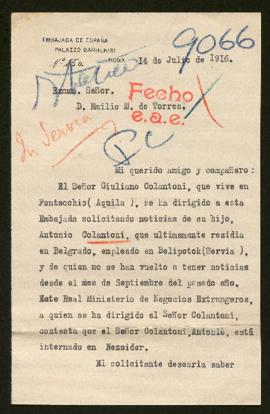 EMBAJADA DE ESPAÑA
PALAZZO BARBERINI
ROMA
9066
14 de Julio de 1916.
Excmo. Señor.
D. Emilio M. de Torres.
Fecho
e.a.e.
In Servia
Mi querido amigo y compañero:
El Señor Giuliano Colantoni, que vive en
Fontecchio( Aquila ), se ha dirigido a esta
Embajada solicitando noticias de su hijo,
Antonio Colantoni, que ultimamente residia
en Belgrado, empleado en Belipotok(Servia ),
y de quien no se han vuelto a tener noticias
desde el mes de Septiembre del pasado año.
Este Real Ministerio de Negocios Extrangeros,
a quien se ha dirigido el Señor Colantoni,
contesta que el Señor Colantoni, Antonio, está
internado en Nezsider.
El solicitante desearia saber